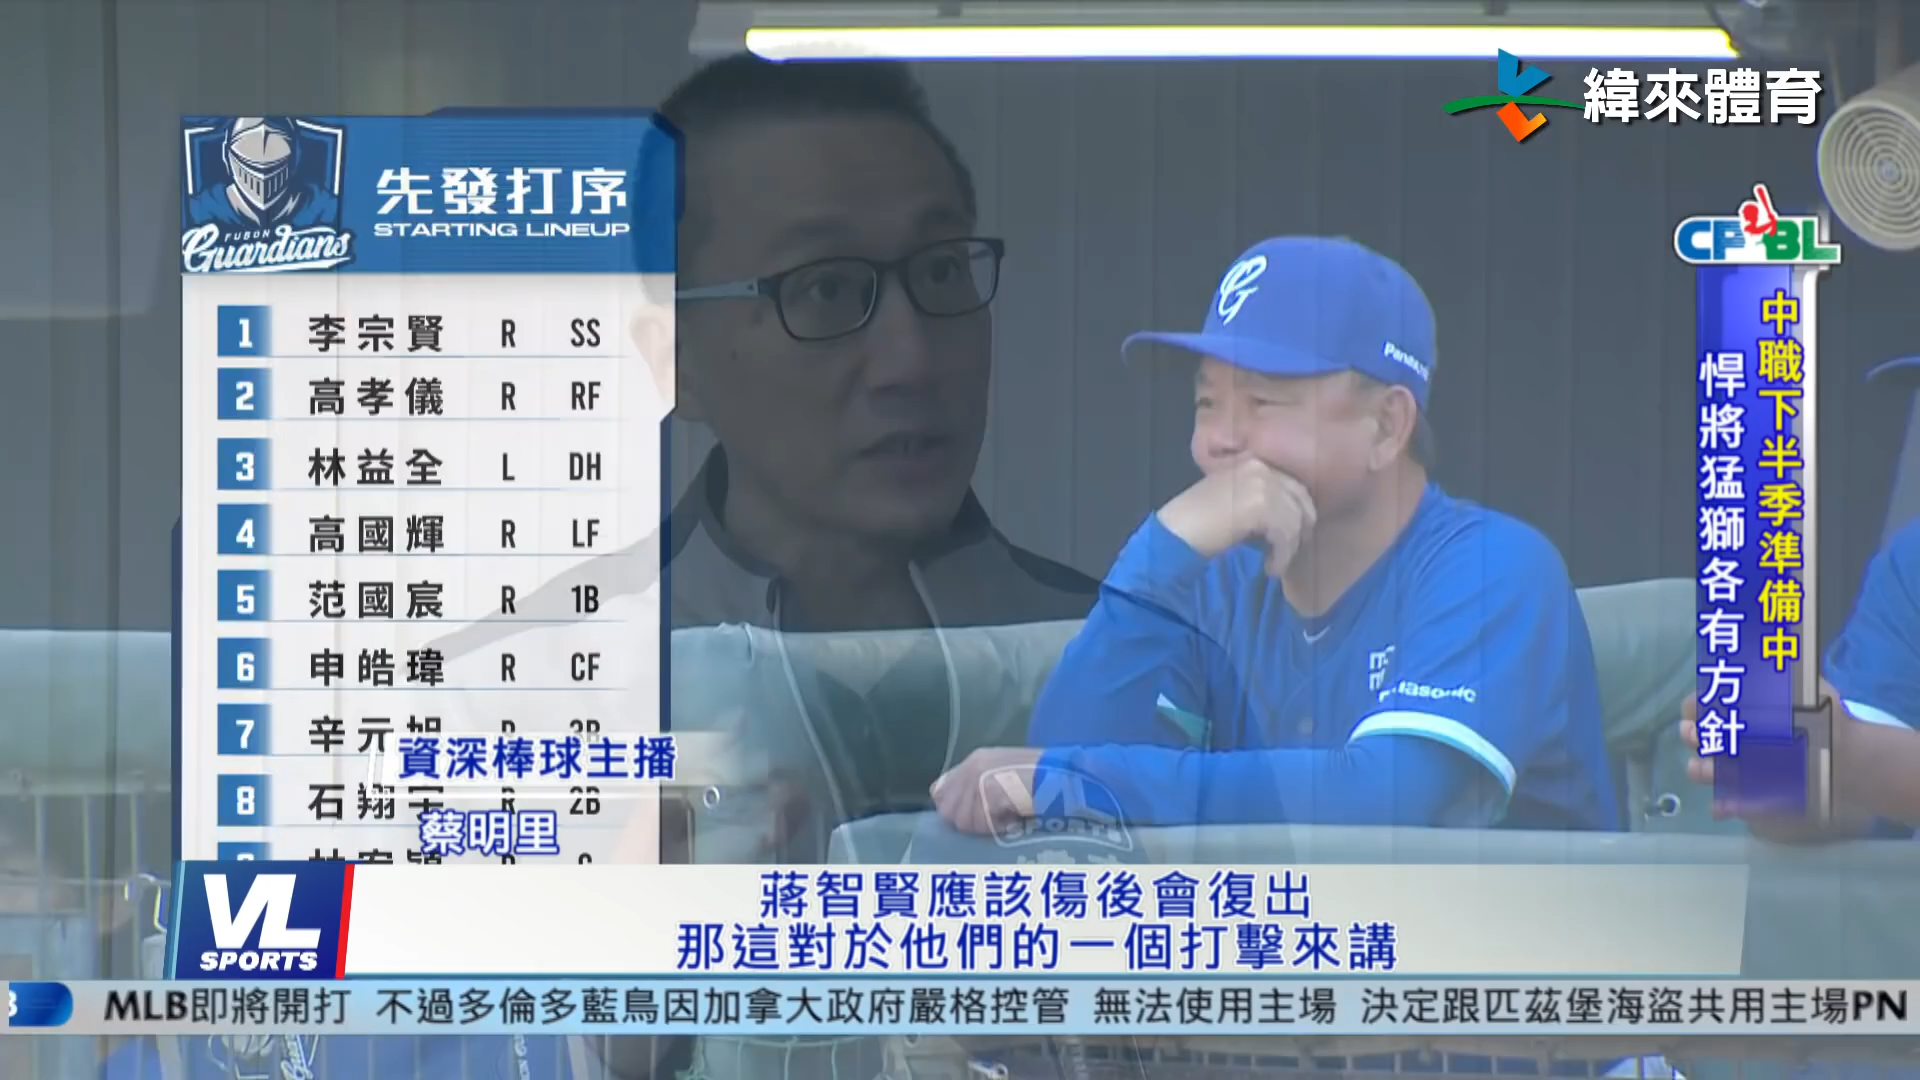 緯來體育
FUBON
Guardians
先發打序
STARTING LINEUP
1 李宗賢 R SS
2 高孝儀 R RF
3 林益全 L DH
4 高國輝 R LF
5 范國宸 R 1B
6 申皓瑋 R CF
7 辛元旭 R 3B
8 石翔宇 R 2B
資深棒球主播
蔡明里
G
Panasonic
CPBL
中職下半季準備中
悍將猛獅各有方針
VL
SPORTS
VL
SPORTS
蔣智賢應該傷後會復出
那這對於他們的一個打擊來講
MLB即將開打 不過多倫多藍鳥因加拿大政府嚴格控管 無法使用主場 決定跟匹茲堡海盜共用主場PN